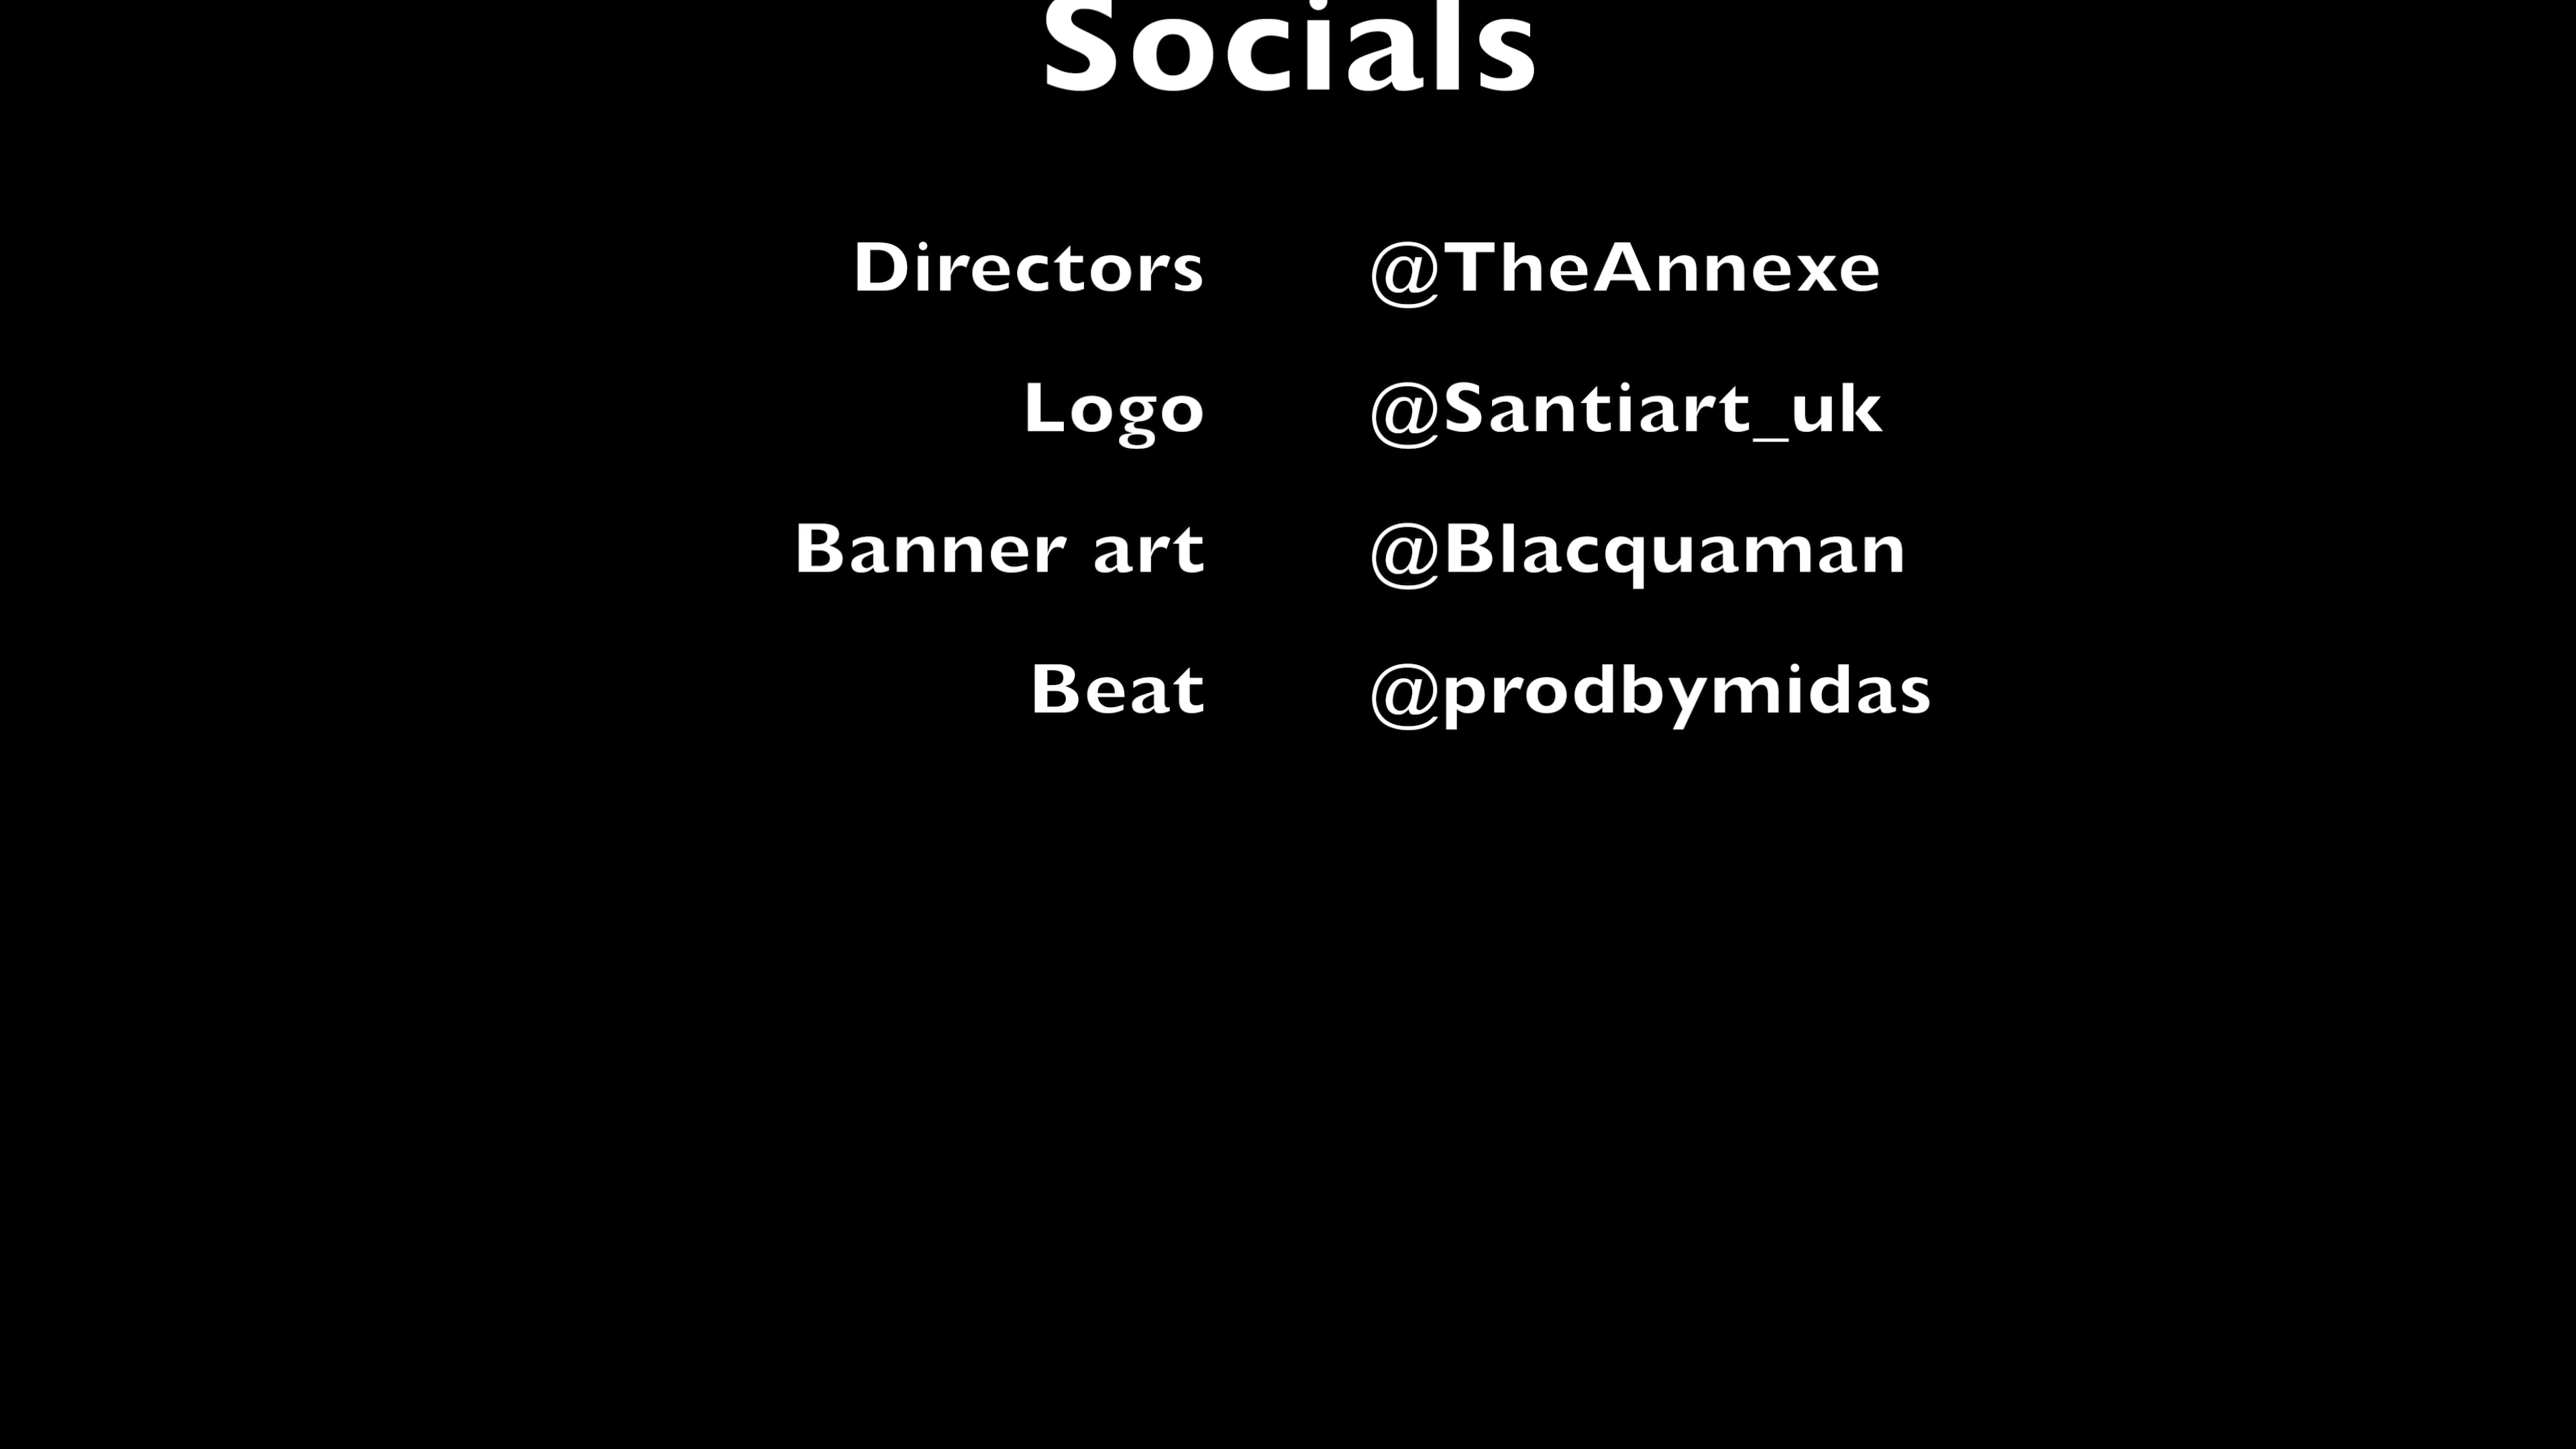 Socials
Directors @TheAnnexe
Logo @Santiart_uk
Banner art @Blacquaman
Beat @prodbymidas